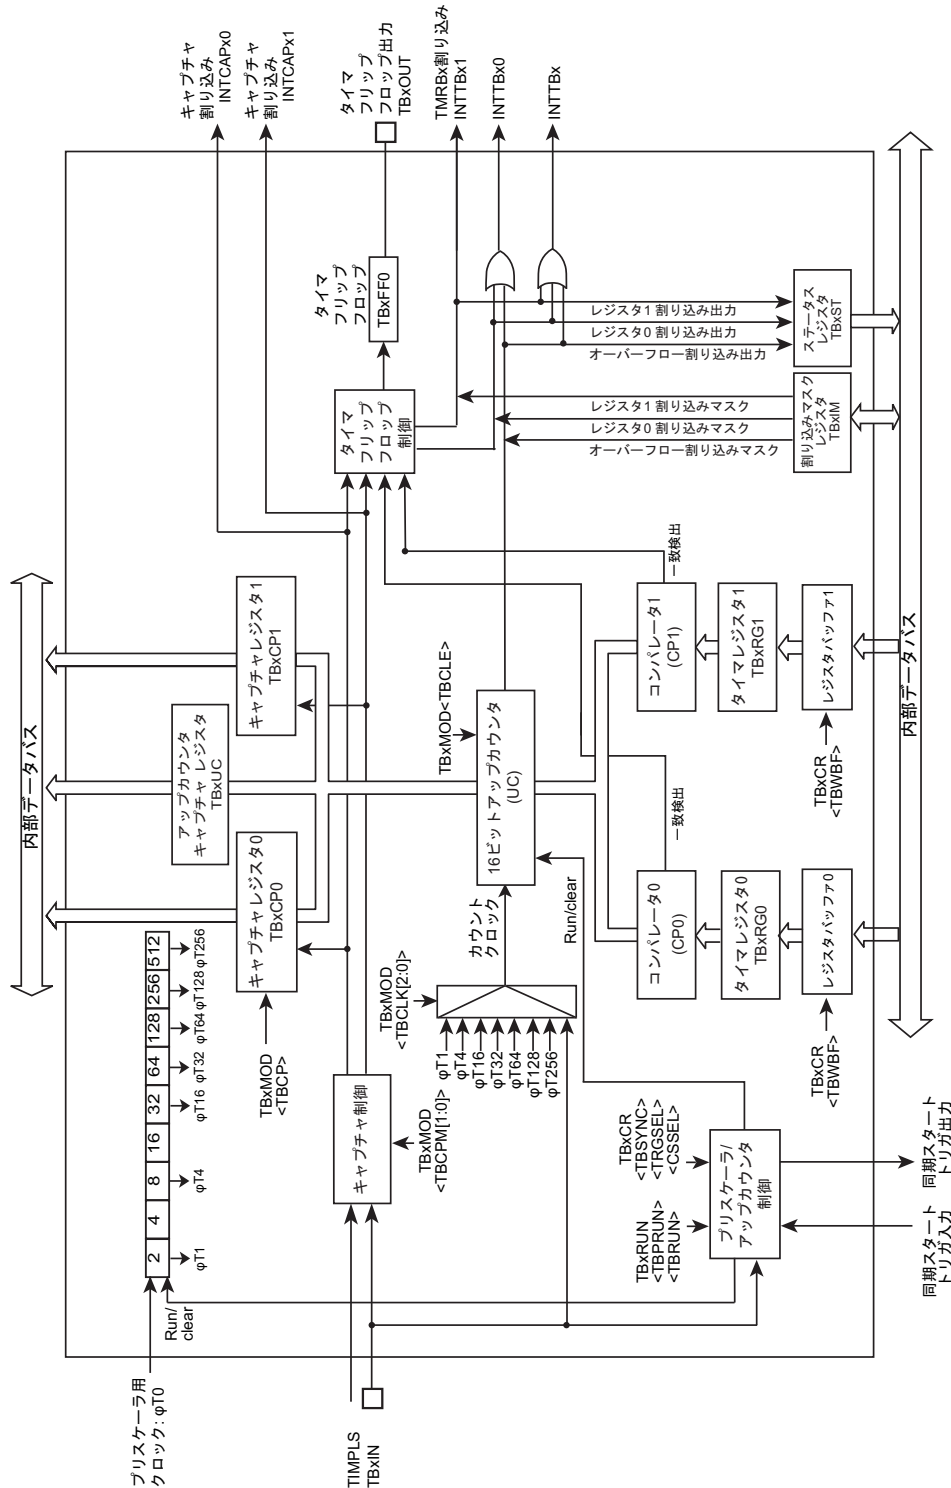 プリスケーラ用
クロック: φT0
Run/
clear
2
4
8
16
32
64
128
256
512
φT1
φT4
φT16
φT32
φT64
φT128
φT256
内部データバス
TIMPLS
TBxIN
キャプチャ制御
TBxMOD
<TBCPM[1:0]>
TBxMOD
<TBCP>
キャプチャレジスタ0
TBxCP0
アップカウンタ
キャプチャ レジスタ
TBxUC
キャプチャレジスタ1
TBxCP1
キャプチャ
割り込み
INTCAPx0
キャプチャ
割り込み
INTCAPx1
タイマ
フリップ
フロップ
制御
タイマ
フリップ
フロップ
TBxFF0
タイマ
フリップ
フロップ出力
TBxOUT
TMRBx割り込み
INTTBx1
INTTBx0
INTTBx
TBxMOD
<TBCLK[2:0]>
φT1
φT4
φT16
φT32
φT64
φT128
φT256
カウント
クロック
TBxMOD<TBCLE>
16ビットアップカウンタ
(UC)
Run/clear
TBxRUN
<TBPRUN>
<TBRUN>
TBxCR
<TBSYNC>
<TRGSEL>
<CSSEL>
プリスケーラ/
アップカウンタ
制御
同期スタート
トリガ入力
同期スタート
トリガ出力
一致検出
コンパレータ0
(CP0)
タイマレジスタ0
TBxRG0
レジスタバッファ0
TBxCR
<TBWBF>
一致検出
コンパレータ1
(CP1)
タイマレジスタ1
TBxRG1
レジスタバッファ1
TBxCR
<TBWBF>
レジスタ1 割り込みマスク
レジスタ0 割り込みマスク
オーバーフロー割り込みマスク
割り込みマスク
レジスタ
TBxIM
レジスタ1 割り込み出力
レジスタ0 割り込み出力
オーバーフロー割り込み出力
ステータス
レジスタ
TBxST
内部データバス